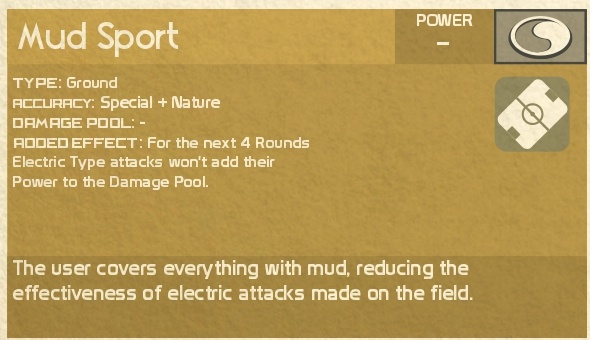 Mud Sport
POWER
–
TYPE: Ground
ACCURACY: Special + Nature
DAMAGE POOL: -
ADDED EFFECT: For the next 4 Rounds
Electric Type attacks won't add their
Power to the Damage Pool.
The user covers everything with mud, reducing the
effectiveness of electric attacks made on the field.